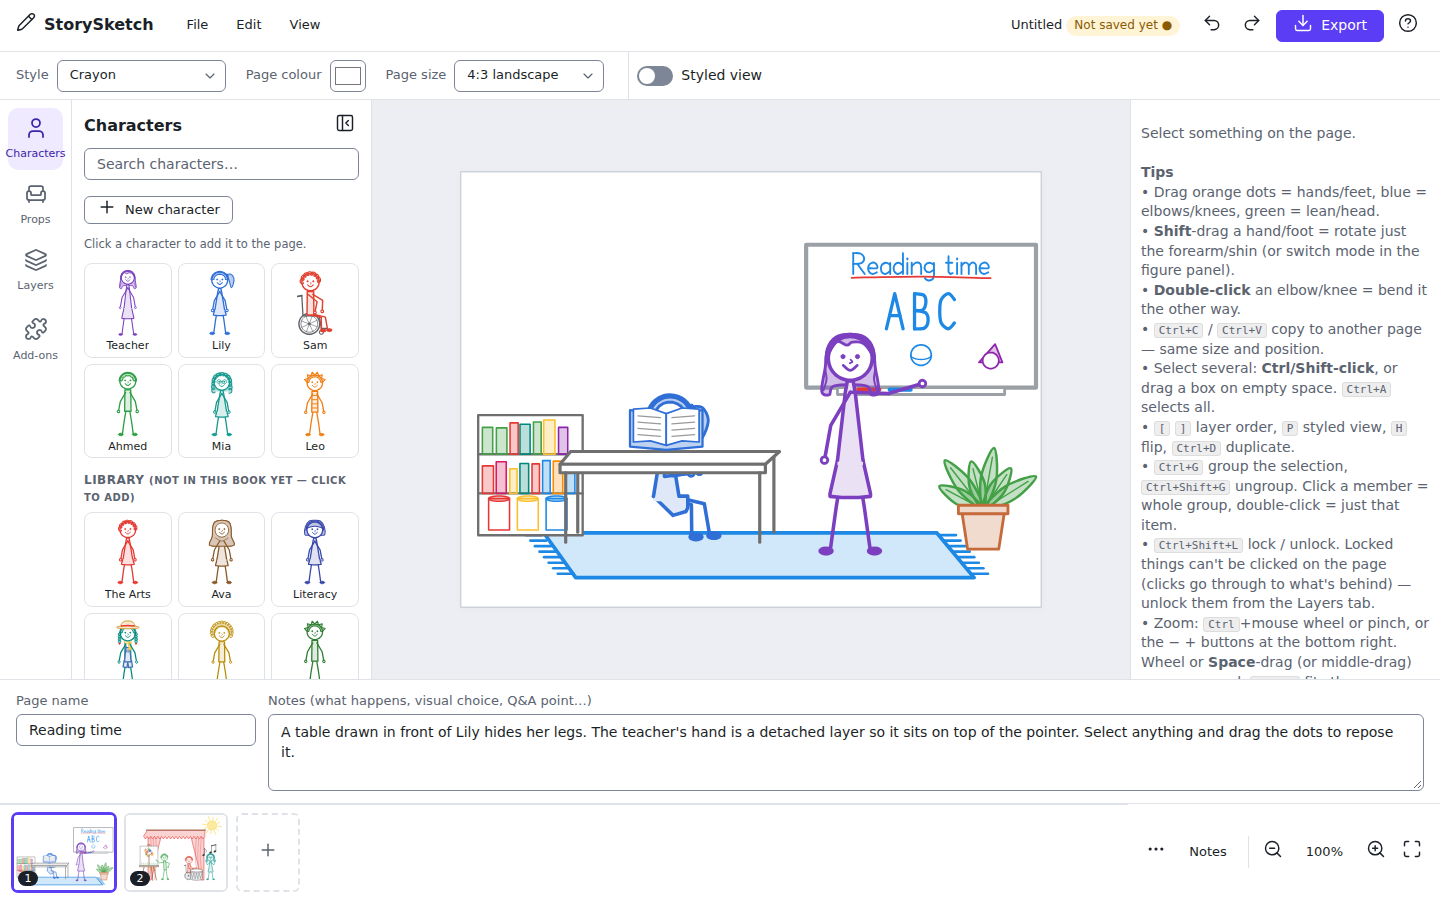 StorySketch
File Edit View
Untitled Not saved yet
Export
Style Crayon Page colour Page size 4:3 landscape Styled view
Characters
Props
Layers
Add-ons
Characters
Search characters…
New character
Click a character to add it to the page.
Teacher Lily Sam
Ahmed Mia Leo
LIBRARY (NOT IN THIS BOOK YET — CLICK
TO ADD)
The Arts Ava Literacy
Reading time
ABC
Select something on the page.
Tips
• Drag orange dots = hands/feet, blue =
elbows/knees, green = lean/head.
• Shift-drag a hand/foot = rotate just
the forearm/shin (or switch mode in the
figure panel).
• Double-click an elbow/knee = bend it
the other way.
• Ctrl+C / Ctrl+V copy to another page
— same size and position.
• Select several: Ctrl/Shift-click, or
drag a box on empty space. Ctrl+A
selects all.
• [ ] layer order, P styled view, H
flip, Ctrl+D duplicate.
• Ctrl+G group the selection,
Ctrl+Shift+G ungroup. Click a member =
whole group, double-click = just that
item.
• Ctrl+Shift+L lock / unlock. Locked
things can't be clicked on the page
(clicks go through to what's behind) —
unlock them from the Layers tab.
• Zoom: Ctrl+mouse wheel or pinch, or
the − + buttons at the bottom right.
Wheel or Space-drag (or middle-drag)
Page name
Reading time
Notes (what happens, visual choice, Q&A point…)
A table drawn in front of Lily hides her legs. The teacher's hand is a detached layer so it sits on top of the pointer. Select anything and drag the dots to repose
it.
Reading time
ABC
1
2
Notes
100%